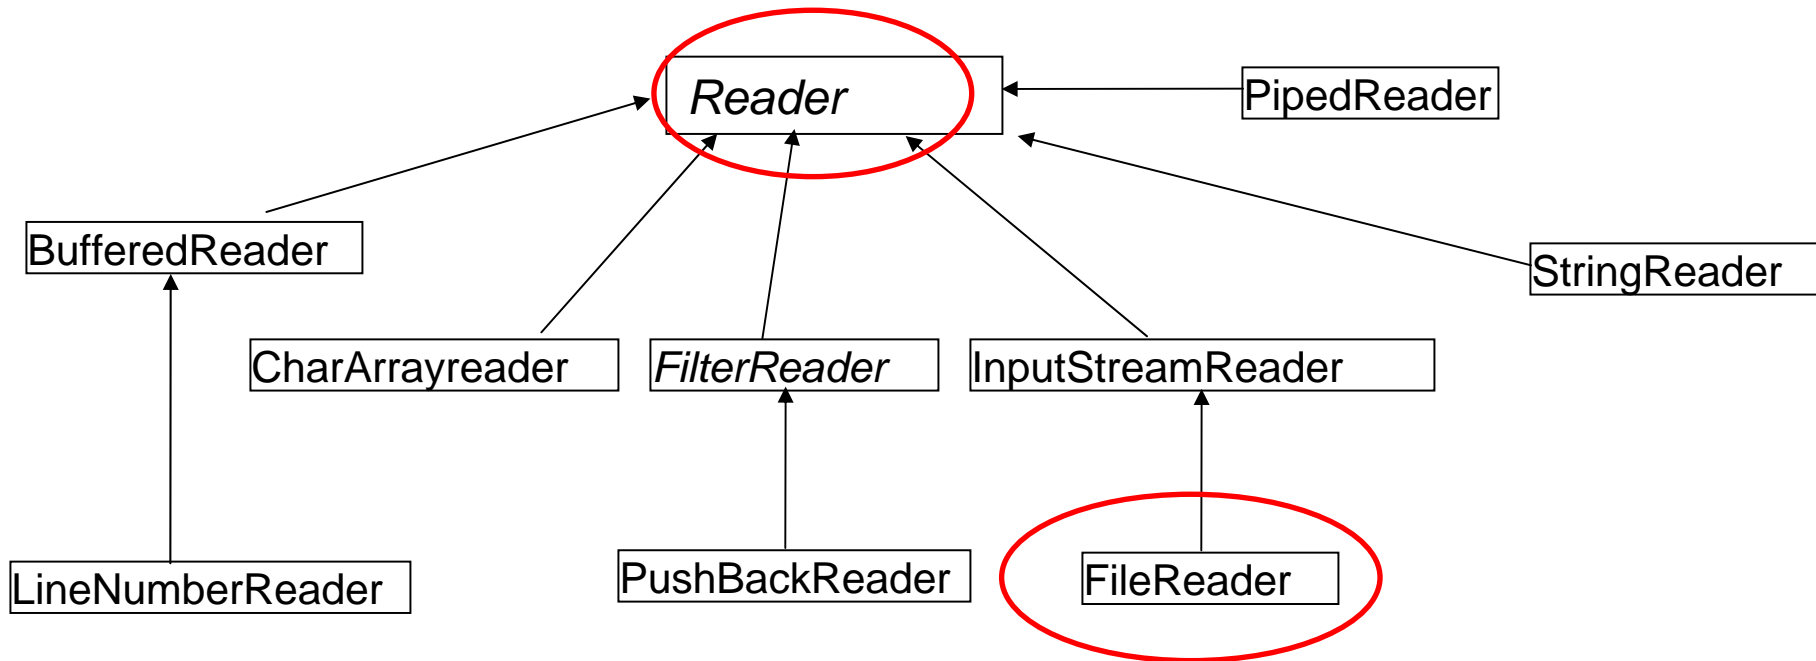 Reader
PipedReader
BufferedReader
StringReader
CharArrayreader
FilterReader
InputStreamReader
LineNumberReader
PushBackReader
FileReader